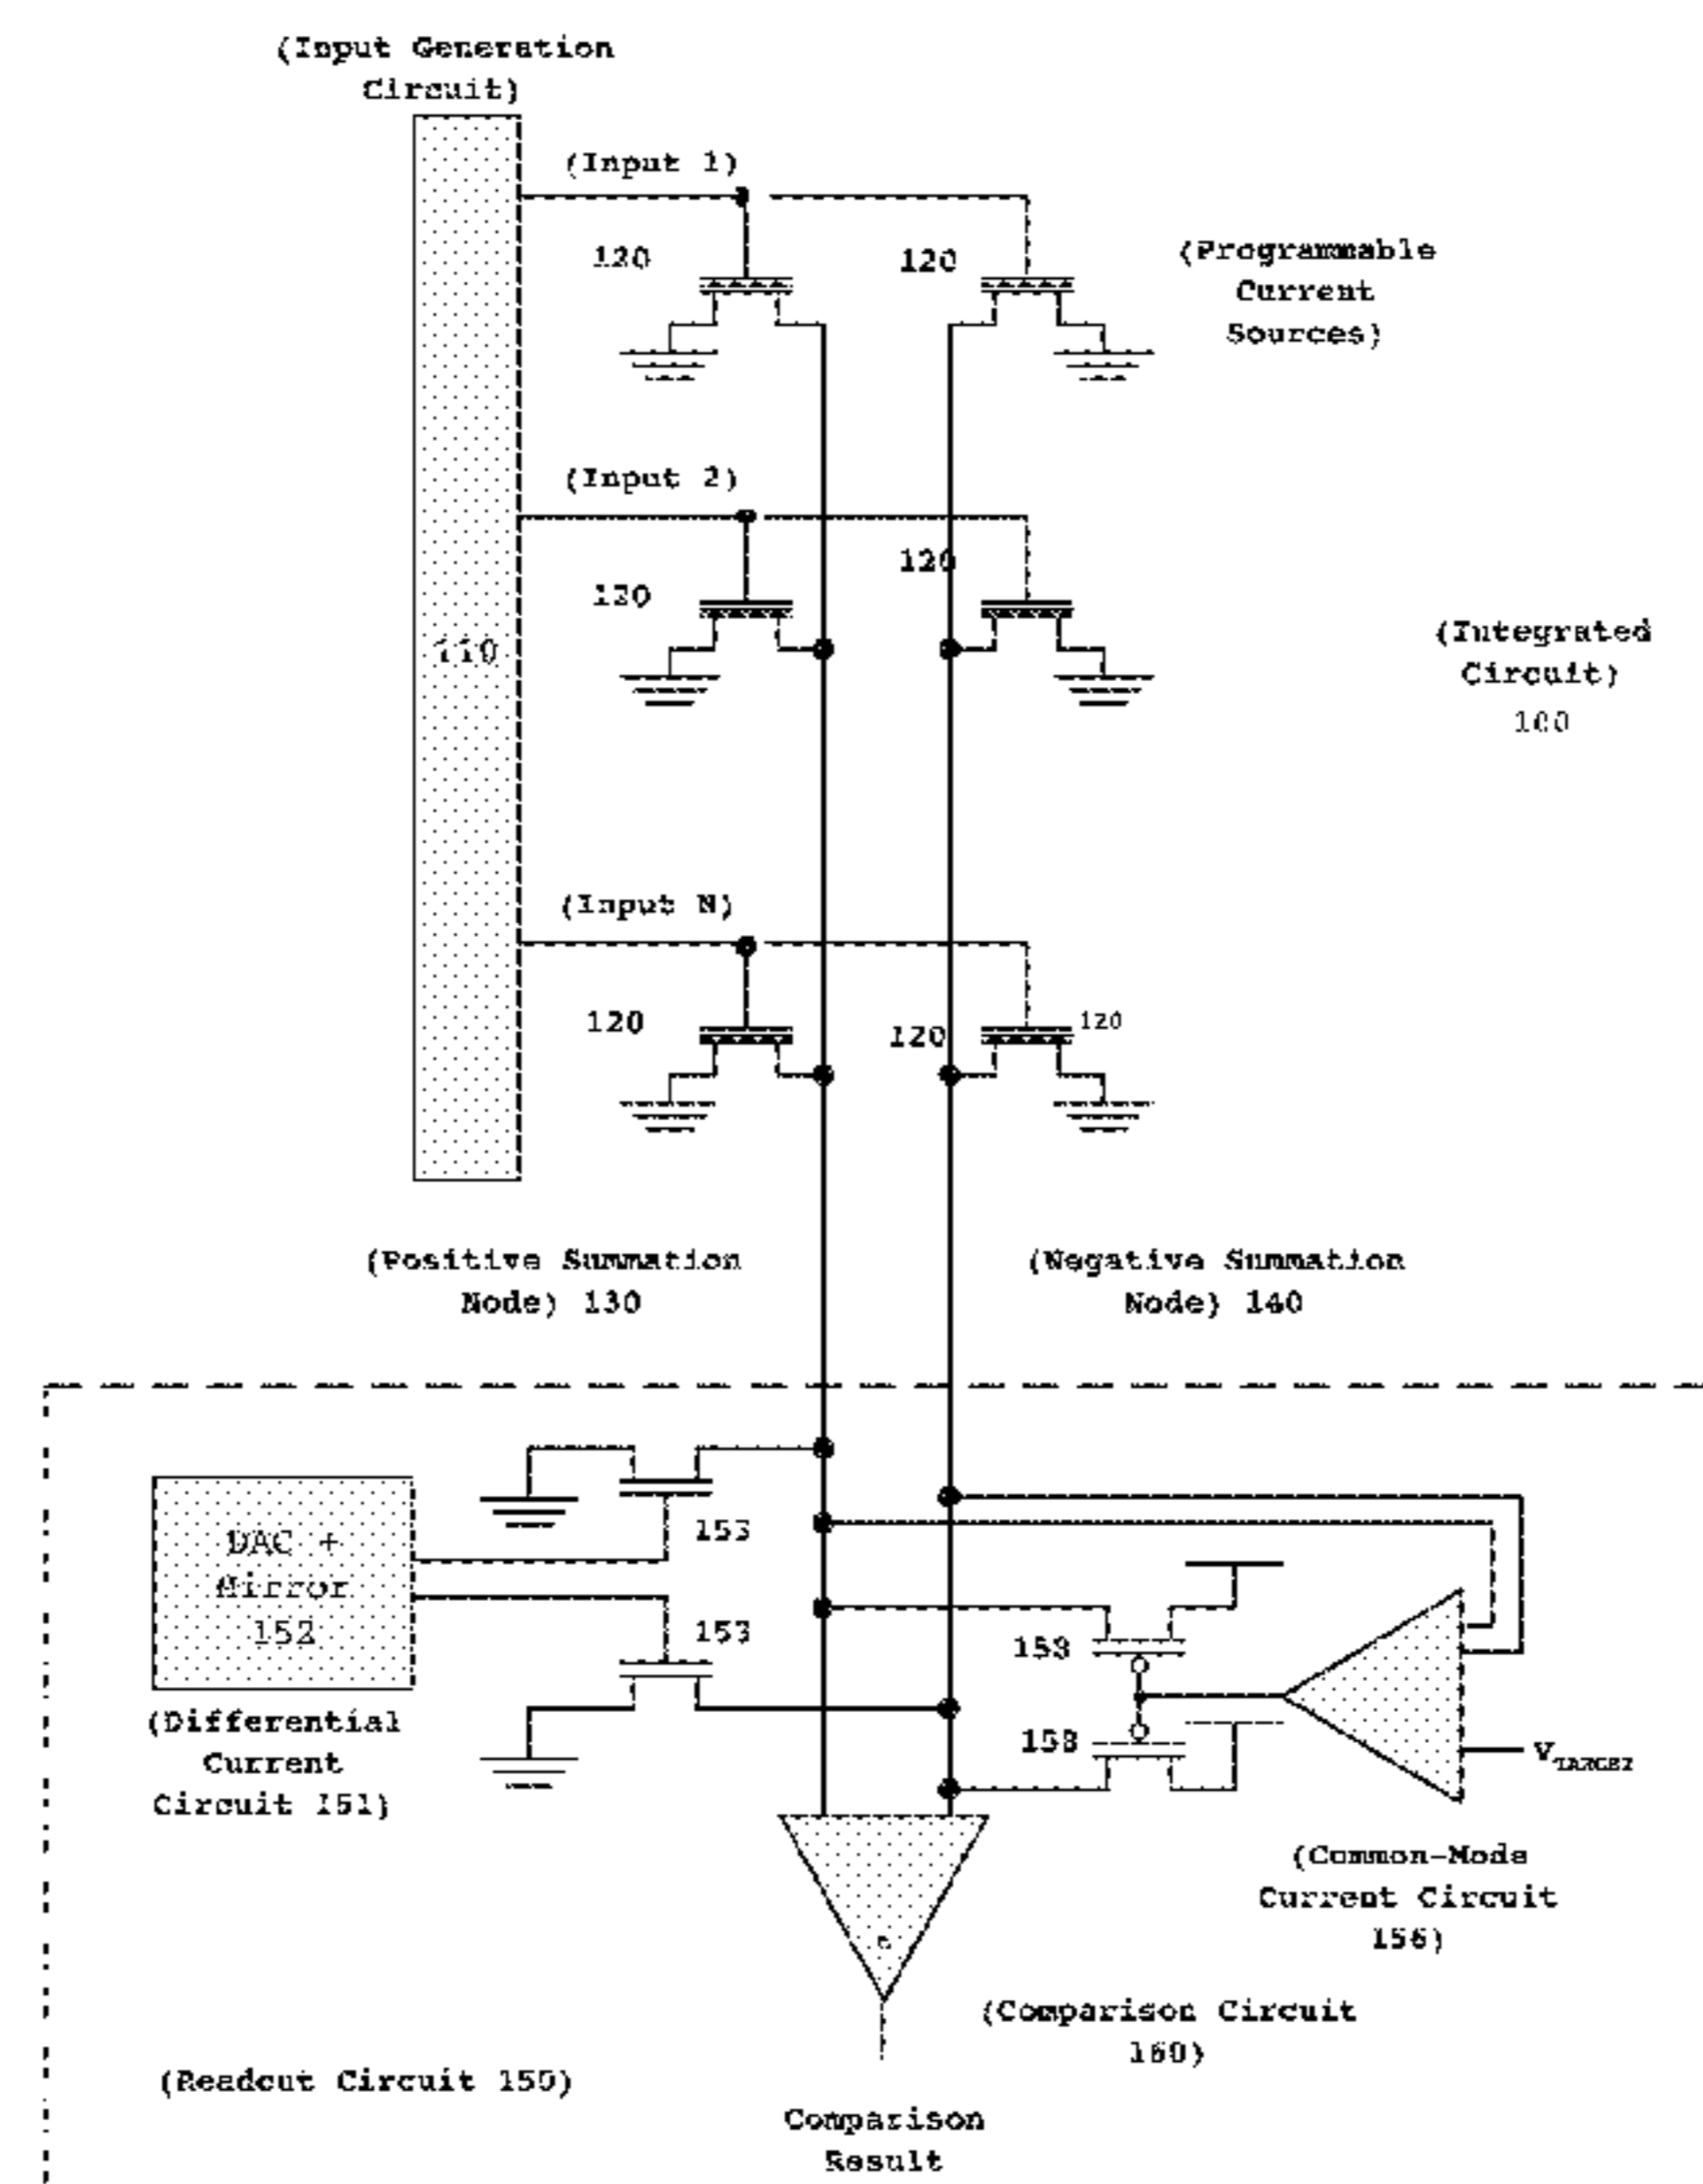 (Input Generation
Circuit)
(Input 1)
120
120
(Programmable
Current
Sources)
(Input 2)
120
120
110
(Integrated
Circuit)
100
(Input N)
120
120
120
(Positive Summation
Node) 130
(Negative Summation
Node) 140
153
DAC +
Mirror
152
153
158
158
V TARGET
(Differential
Current
Circuit 151)
(Common-Mode
Current Circuit
156)
(Comparison Circuit
160)
(Readout Circuit 150)
Comparison
Result